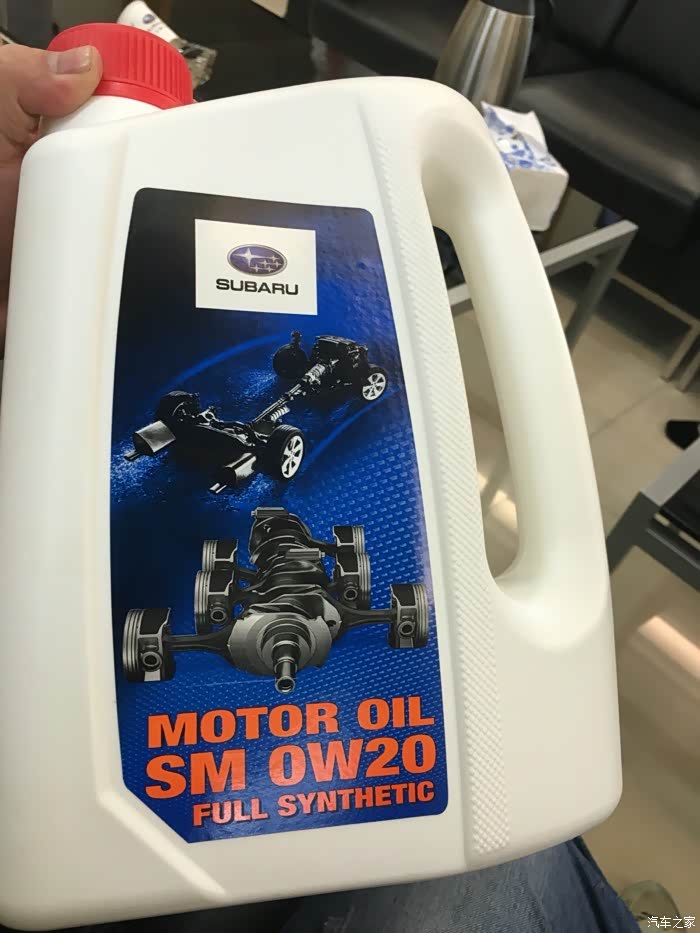 SUBARU
MOTOR OIL
SM 0W20
FULL SYNTHETIC
汽车之家